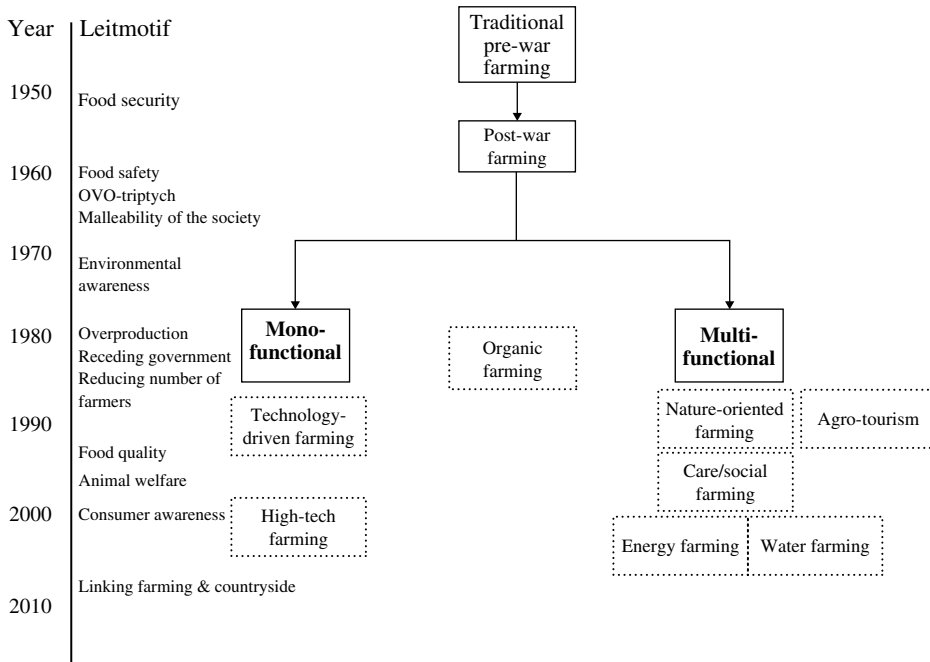 Year
Leitmotif
Traditional
pre-war
farming
1950
Food security
Post-war
farming
1960
Food safety
OVO-triptych
Malleability of the society
1970
Environmental
awareness
1980
Overproduction
Receding government
Reducing number of
farmers
Mono-
functional
Organic
farming
Multi-
functional
1990
Technology-
driven farming
Nature-oriented
farming
Agro-tourism
Food quality
Animal welfare
Care/social
farming
2000
Consumer awareness
High-tech
farming
Energy farming
Water farming
Linking farming & countryside
2010